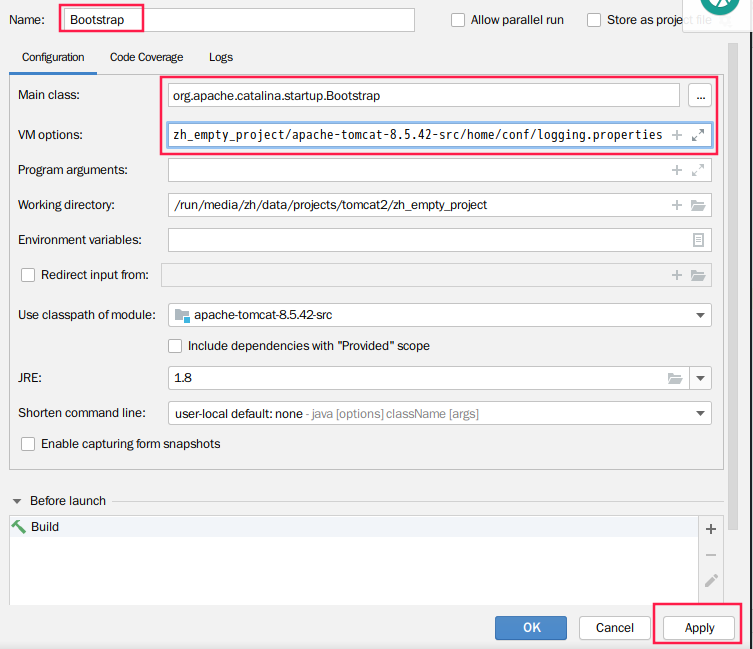 Name: Bootstrap Allow parallel run Store as project file
Configuration Code Coverage Logs
Main class: org.apache.catalina.startup.Bootstrap ...
VM options: zh_empty_project/apache-tomcat-8.5.42-src/home/conf/logging.properties
Program arguments:
Working directory: /run/media/zh/data/projects/tomcat2/zh_empty_project
Environment variables:
Redirect input from:
Use classpath of module: apache-tomcat-8.5.42-src
Include dependencies with "Provided" scope
JRE: 1.8
Shorten command line: user-local default: none - java [options] className [args]
Enable capturing form snapshots
Before launch
Build
OK Cancel Apply